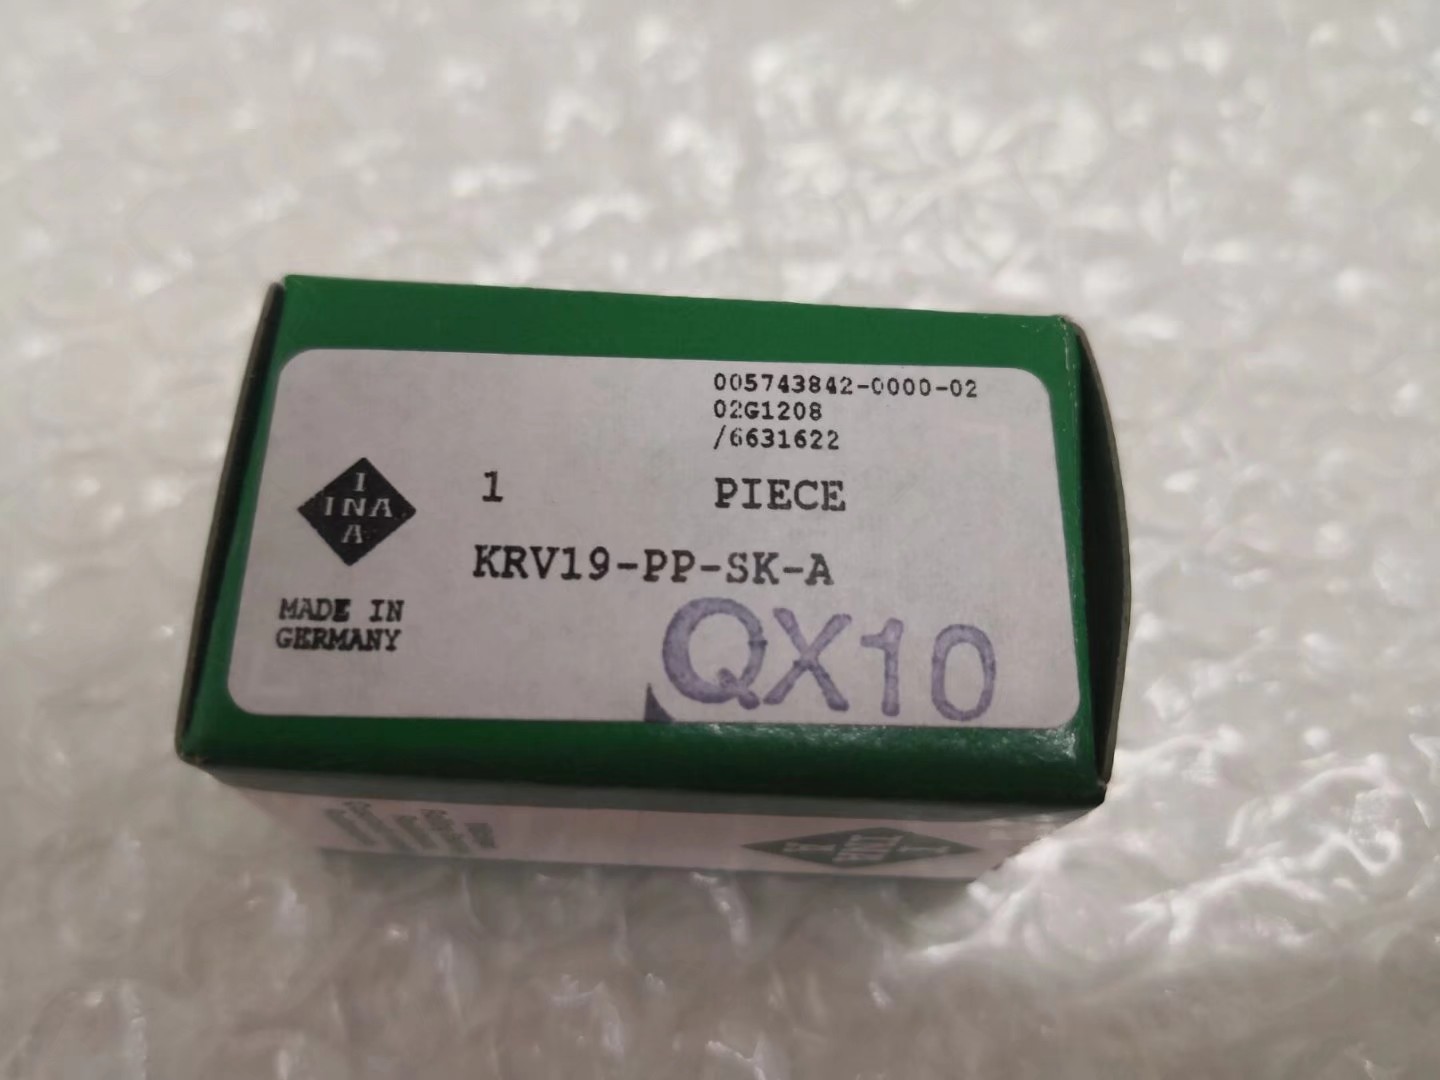 005743842-0000-02
02G1208
/6631622
1 PIECE
I
INA
A
KRV19-PP-SK-A
MADE IN
GERMANY
QX10